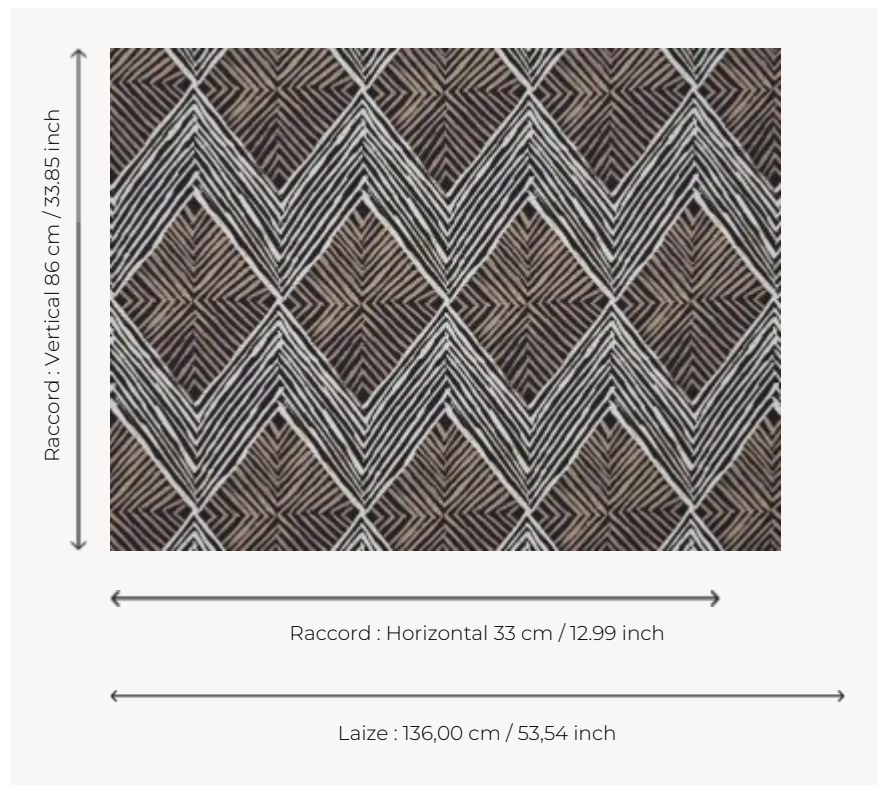 Raccord : Vertical 86 cm / 33.85 inch
Raccord : Horizontal 33 cm / 12.99 inch
Laize : 136,00 cm / 53,54 inch